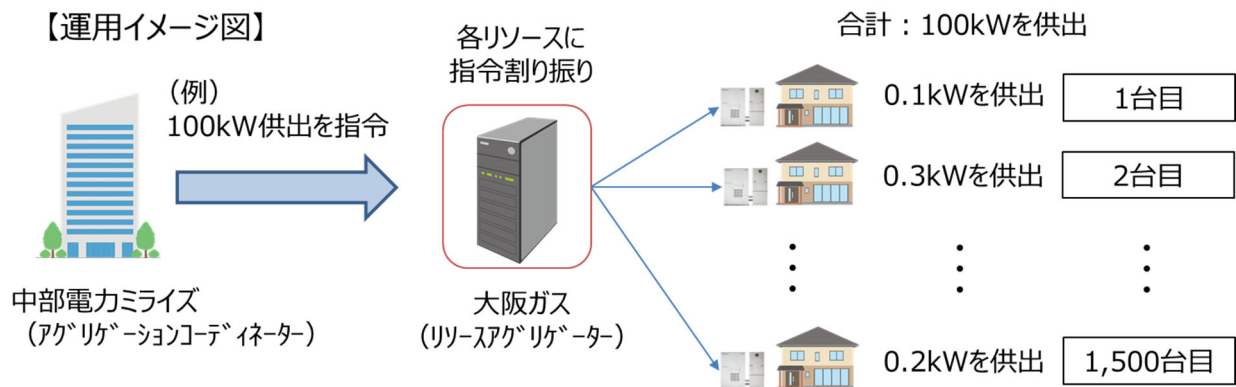 【運用イメージ図】
（例）
100kW供出を指令
中部電力ミライズ
（ｱｸﾞﾘｹﾞｰｼｮﾝｺｰﾃﾞｨﾈｰﾀｰ）
各リソースに
指令割り振り
大阪ガス
（ﾘｿｰｽｱｸﾞﾘｹﾞｰﾀｰ）
合計：100kWを供出
0.1kWを供出 1台目
0.3kWを供出 2台目
0.2kWを供出 1,500台目